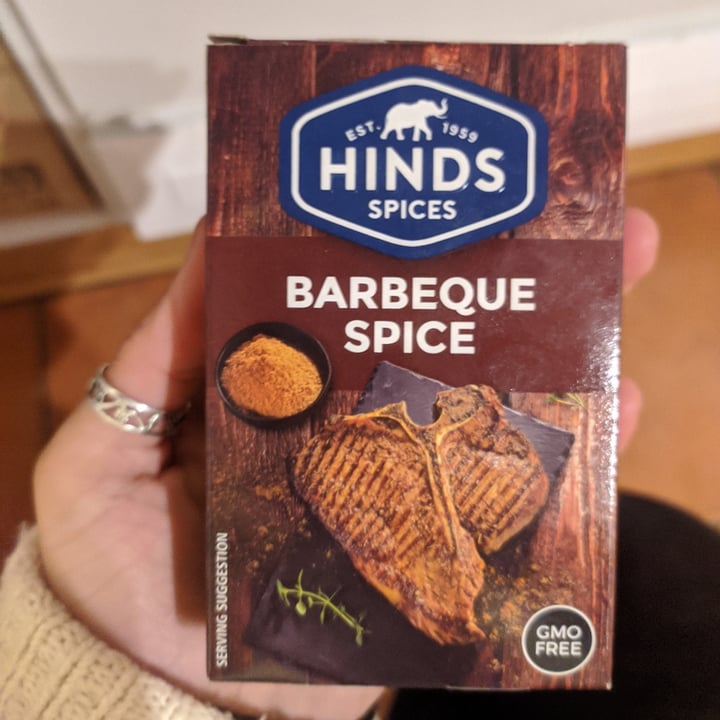 EST. 1959
HINDS
SPICES
BARBEQUE
SPICE
SERVING SUGGESTION
GMO
FREE